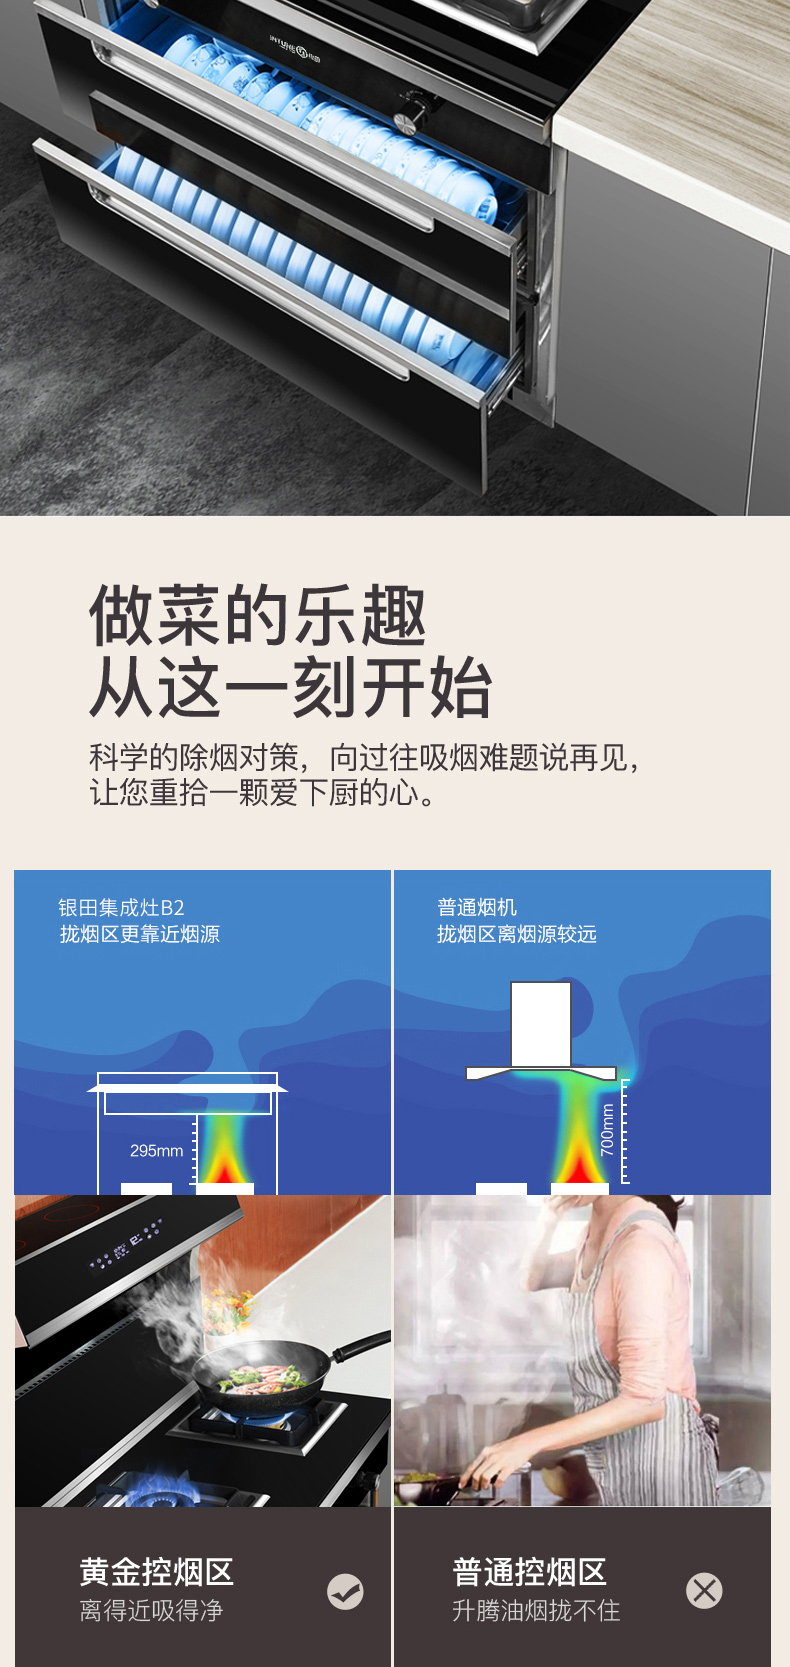 做菜的乐趣
从这一刻开始
科学的除烟对策，向过往吸烟难题说再见，
让您重拾一颗爱下厨的心。
银田集成灶B2
拢烟区更靠近烟源
295mm
普通烟机
拢烟区离烟源较远
700mm
黄金控烟区
离得近吸得净
普通控烟区
升腾油烟拢不住